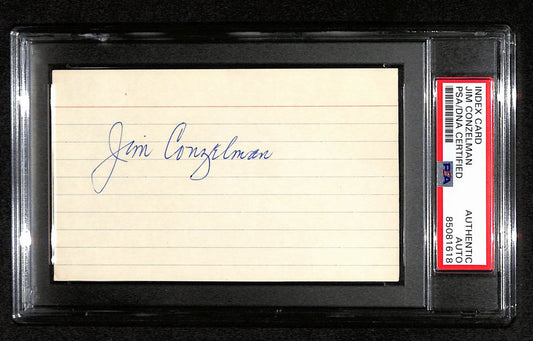 Jim Conzelman
INDEX CARD
JIM CONZELMAN
PSA/DNA CERTIFIED
PSA
AUTHENTIC
AUTO
85081618